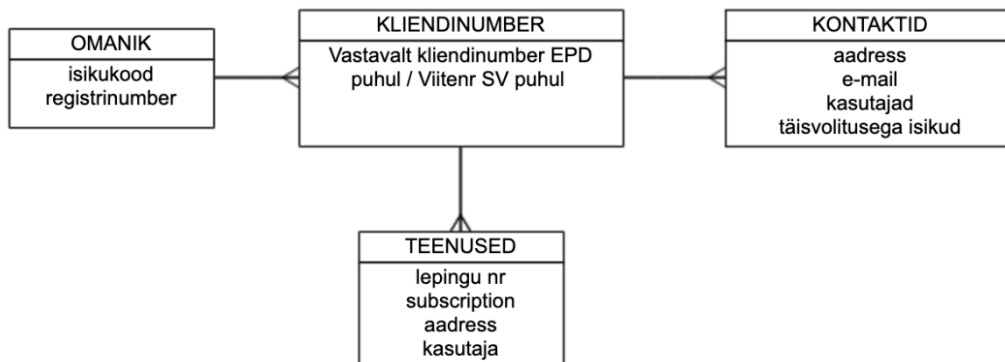 OMANIK
isikukood
registrinumber
KLIENDINUMBER
Vastavalt kliendinumber EPD
puhul / Viitenr SV puhul
KONTAKTID
aadress
e-mail
kasutajad
täisvolitusega isikud
TEENUSED
lepingu nr
subscription
aadress
kasutaja